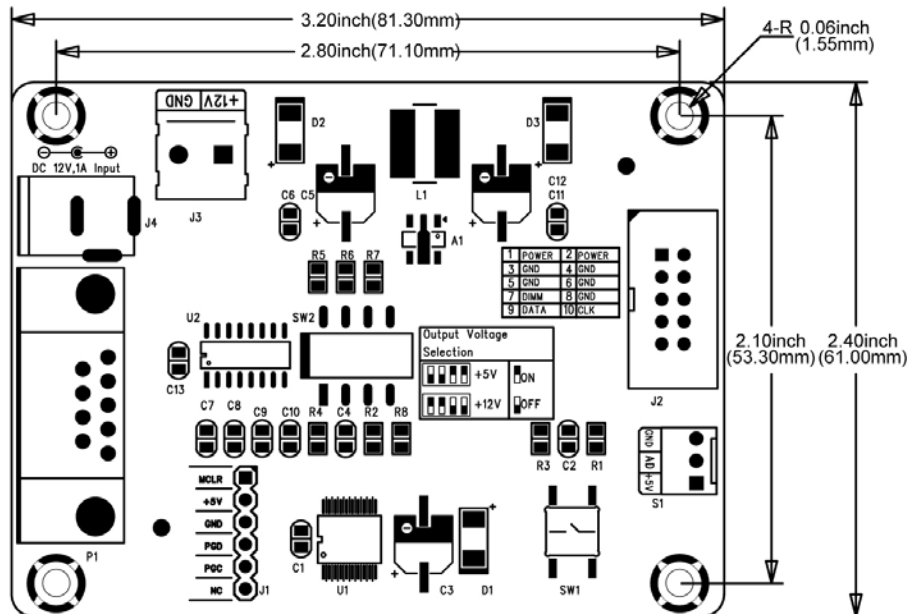 3.20inch(81.30mm)
2.80inch(71.10mm)
4-R 0.06inch
(1.55mm)
GND +12V
D2
D3
DC 12V,1A Input
J4
J3
C6 C5
L1
C12
C11
A1
R5 R6 R7
1 POWER 2 POWER
3 GND 4 GND
5 GND 6 GND
7 DIMM 8 GND
9 DATA 10 CLK
U2
SW2
Output Voltage
Selection
+5V ON
+12V OFF
2.10inch
(53.30mm)
2.40inch
(61.00mm)
C13
J2
C7 C8 C9 C10 R4 C4 R2 R8
R3 C2 R1
GND
AD
+5V
S1
MCLR
+5V
GND
PGD
PGC
NC
P1
J1
C1
U1
C3
D1
SW1